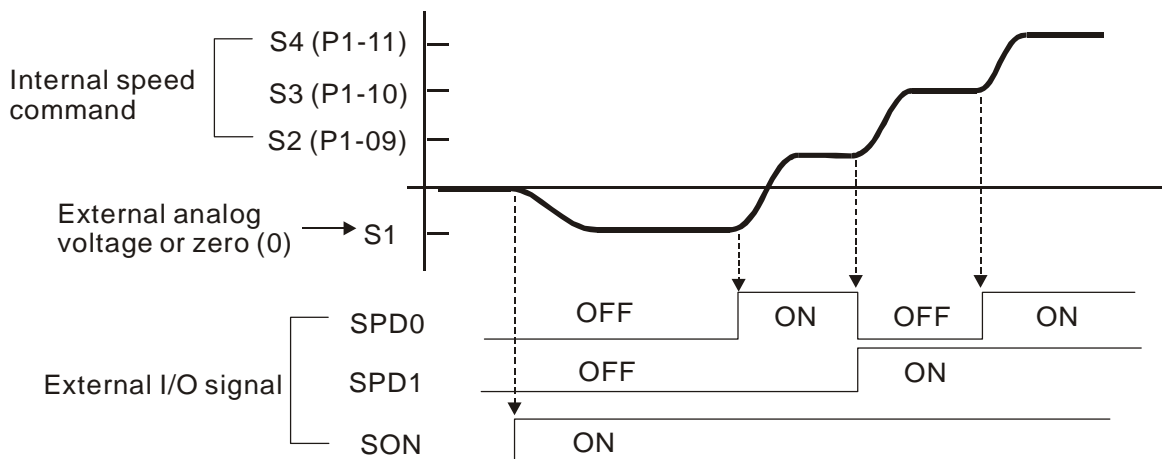 S4 (P1-11)
Internal speed
command
S3 (P1-10)
S2 (P1-09)
External analog
voltage or zero (0)
S1
SPD0
OFF
ON
OFF
ON
External I/O signal
SPD1
OFF
ON
SON
ON